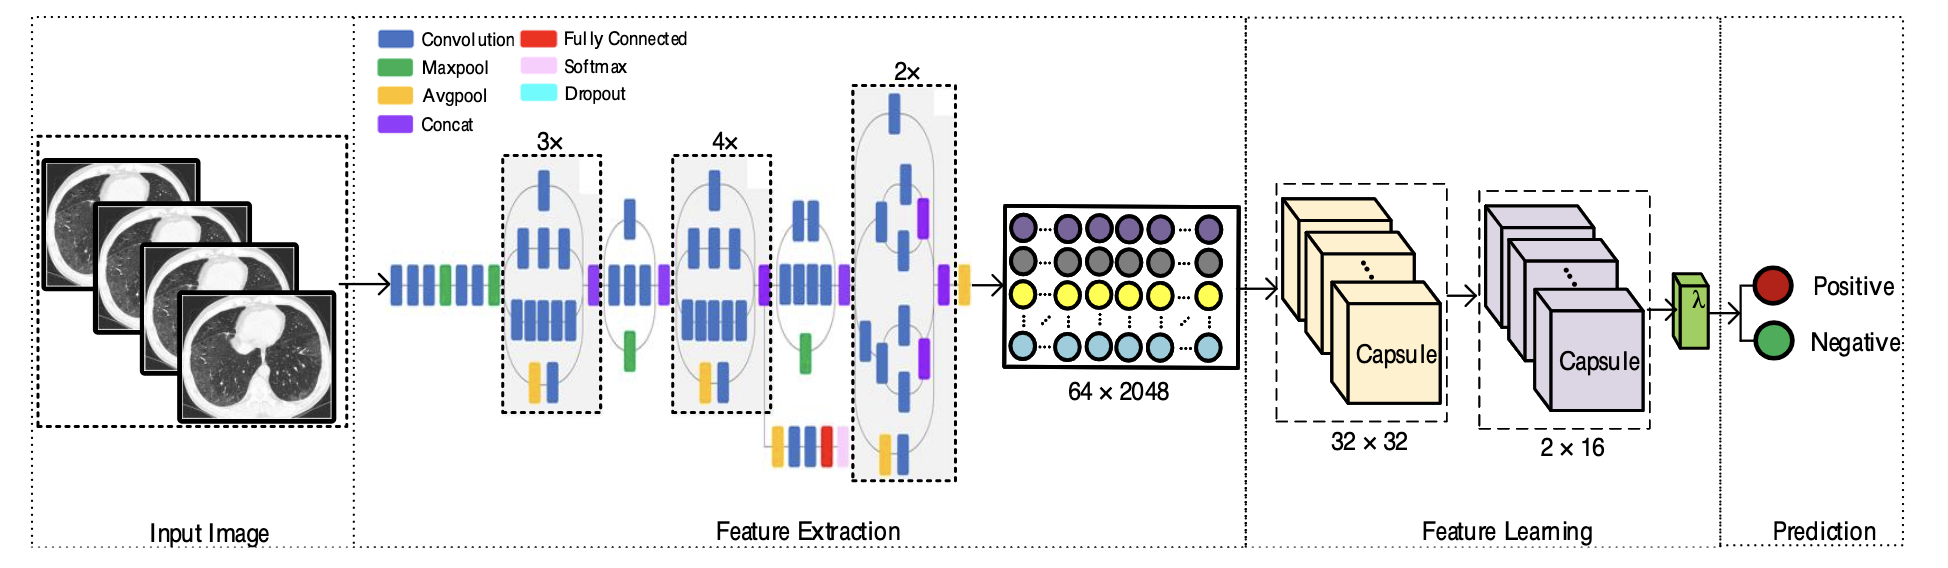 Convolution
Fully Connected
Maxpool
Softmax
Avgpool
Dropout
Concat
3×
4×
2×
64 × 2048
Capsule
32 × 32
Capsule
2 × 16
λ
Positive
Negative
Input Image
Feature Extraction
Feature Learning
Prediction